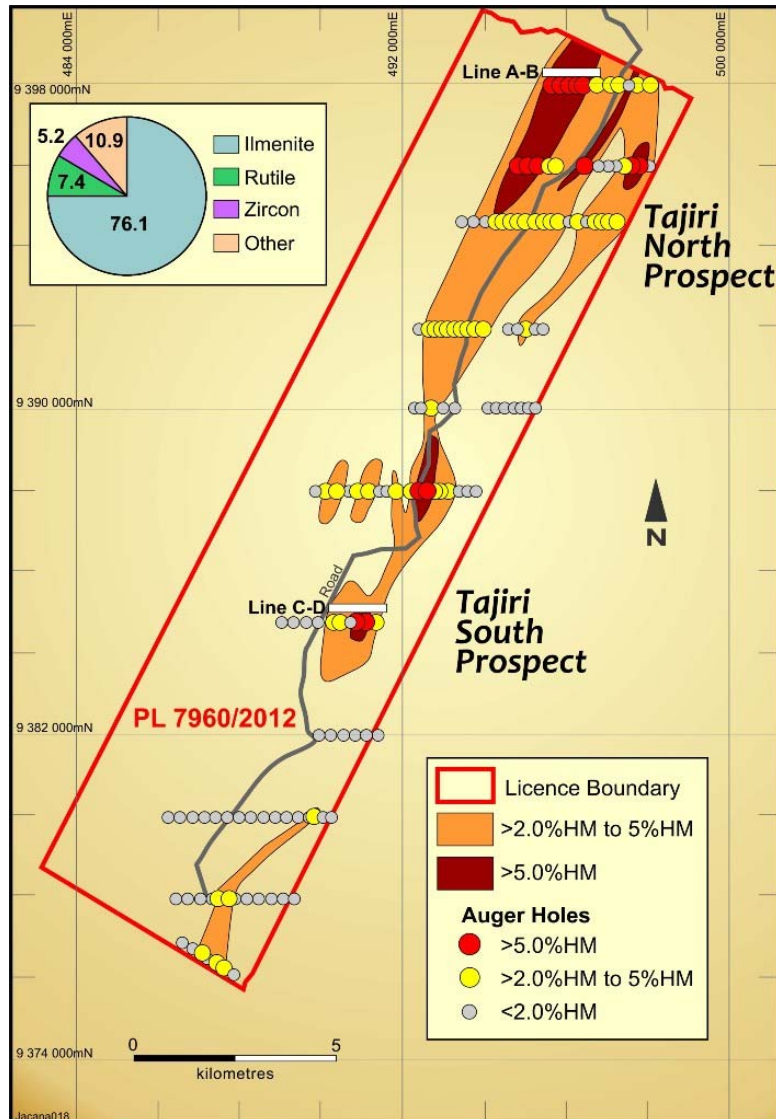 484 000mE
492 000mE
500 000mE
9 398 000mN
Line A-B
5.2
10.9
7.4
76.1
Ilmenite
Rutile
Zircon
Other
Tajiri
North
Prospect
9 390 000mN
N
Road
Line C-D
Tajiri
South
Prospect
PL 7960/2012
9 382 000mN
Licence Boundary
>2.0%HM to 5%HM
>5.0%HM
Auger Holes
>5.0%HM
>2.0%HM to 5%HM
<2.0%HM
0
5
kilometres
9 374 000mN
Jacana018